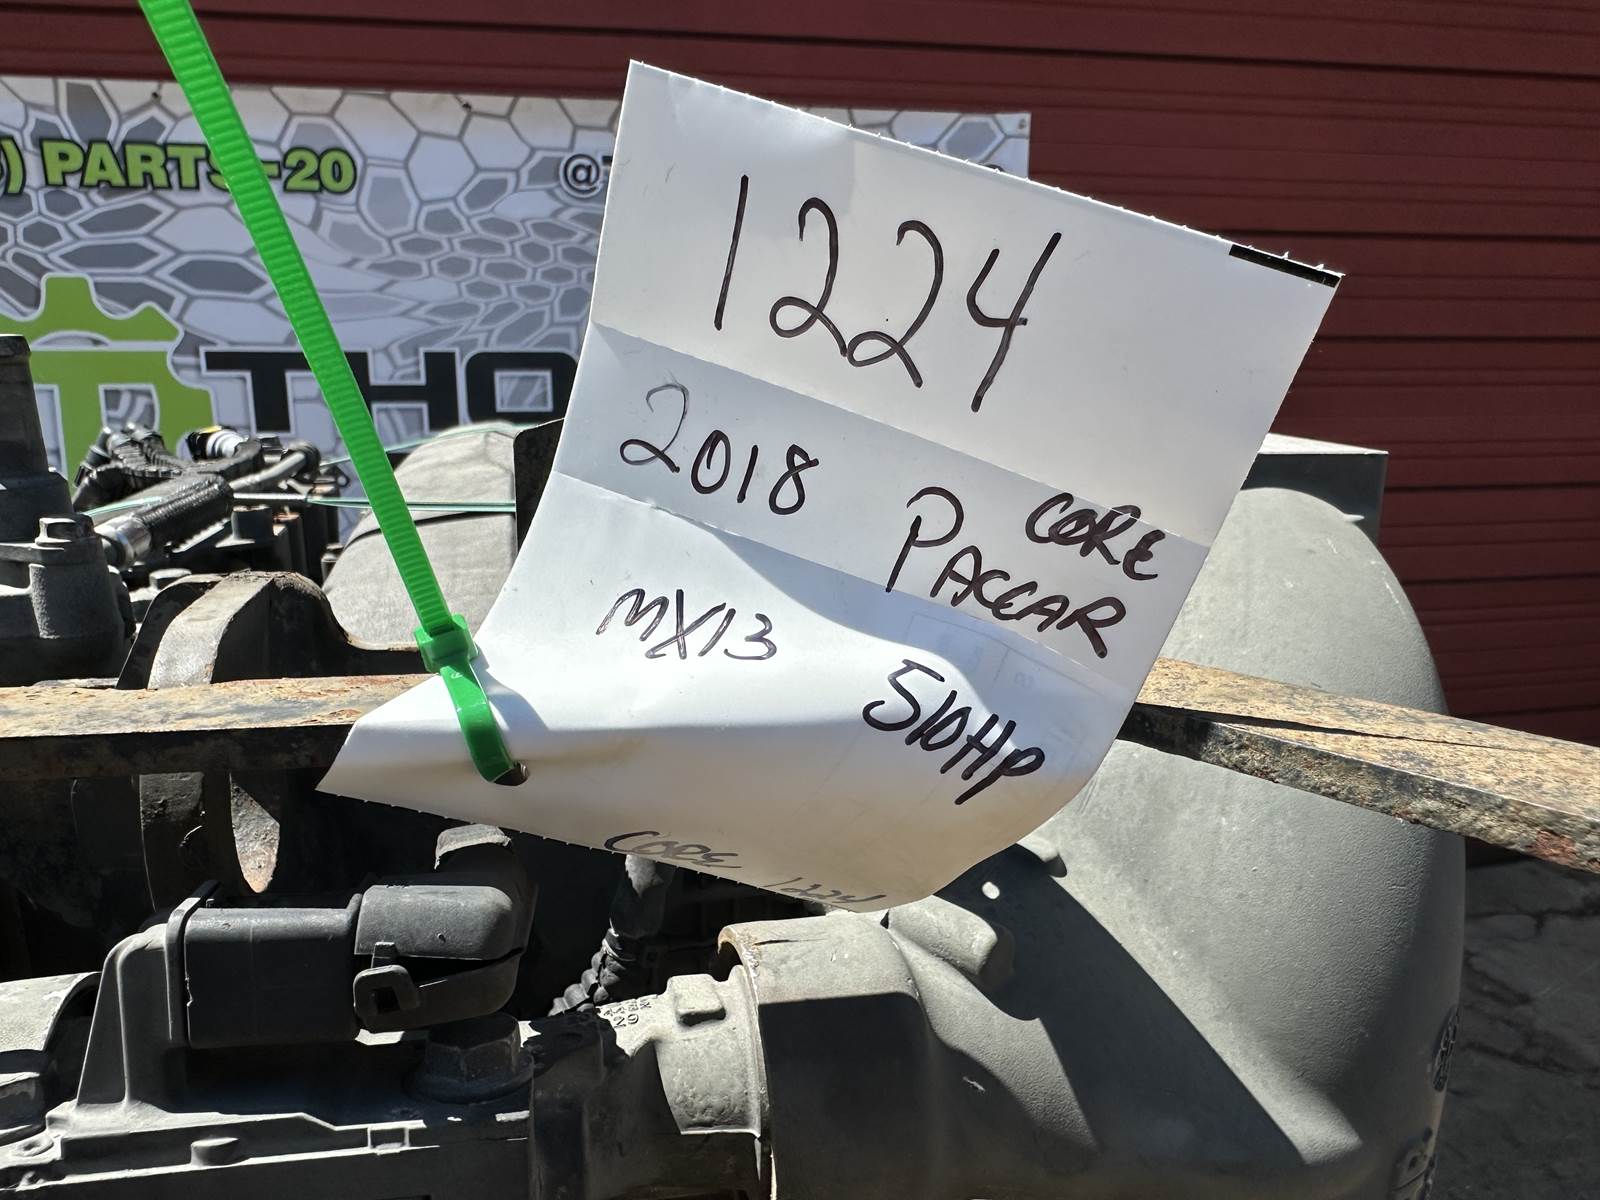 ) PARTS-20
@
THO
1224
2018
CORE
PACCAR
MX13
510HP
CORE 1224